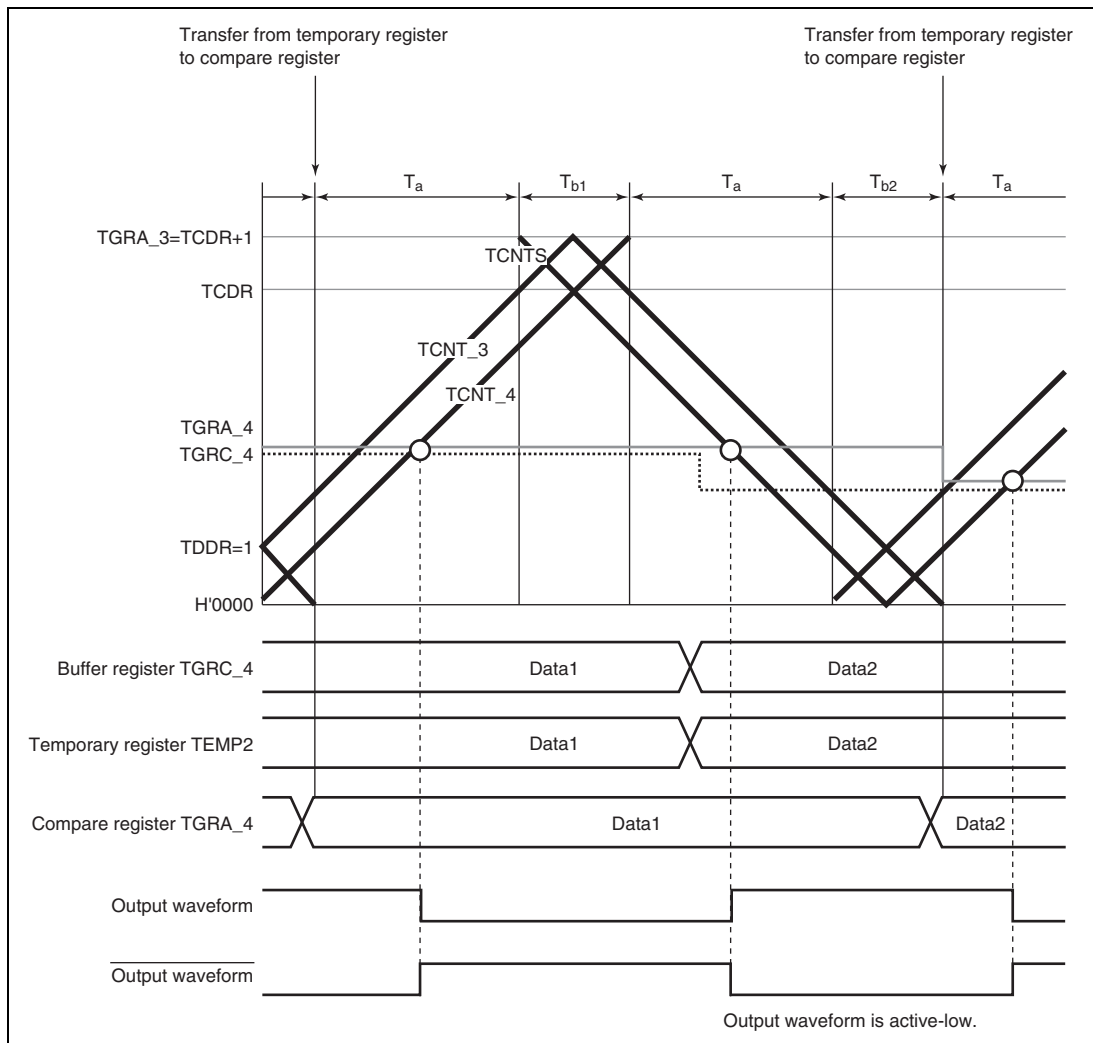 Transfer from temporary register
to compare register
Transfer from temporary register
to compare register
Ta
Tb1
Ta
Tb2
Ta
TGRA_3=TCDR+1
TCNTS
TCDR
TCNT_3
TCNT_4
TGRA_4
TGRC_4
TDDR=1
H'0000
Buffer register TGRC_4
Data1
Data2
Temporary register TEMP2
Data1
Data2
Compare register TGRA_4
Data1
Data2
Output waveform
Output waveform
Output waveform is active-low.